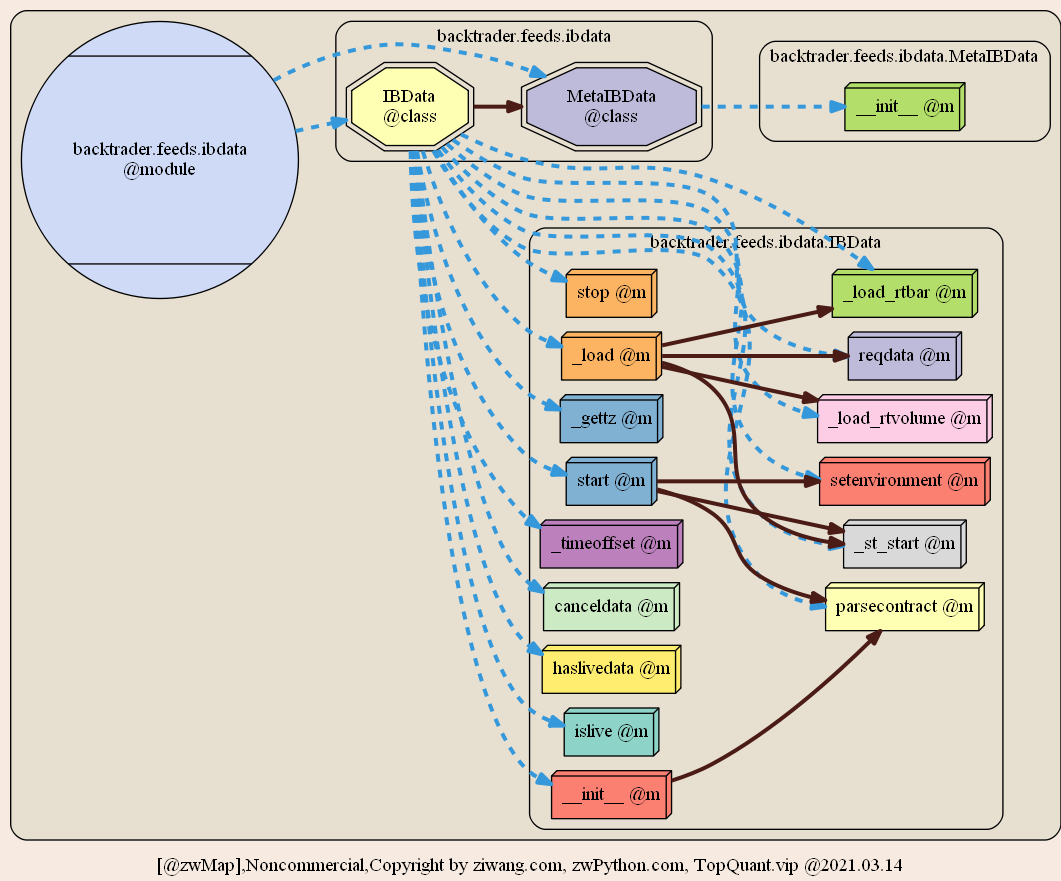 backtrader.feeds.ibdata
@module
backtrader.feeds.ibdata
IBData
@class
MetaIBData
@class
backtrader.feeds.ibdata.MetaIBData
__init__ @m
backtrader.feeds.ibdata.IBData
stop @m
_load_rtbar @m
_load @m
reqdata @m
_gettz @m
_load_rtvolume @m
start @m
setenvironment @m
_timeoffset @m
_st_start @m
canceldata @m
parsecontract @m
haslivedata @m
islive @m
__init__ @m
[@zwMap],Noncommercial,Copyright by ziwang.com, zwPython.com, TopQuant.vip @2021.03.14